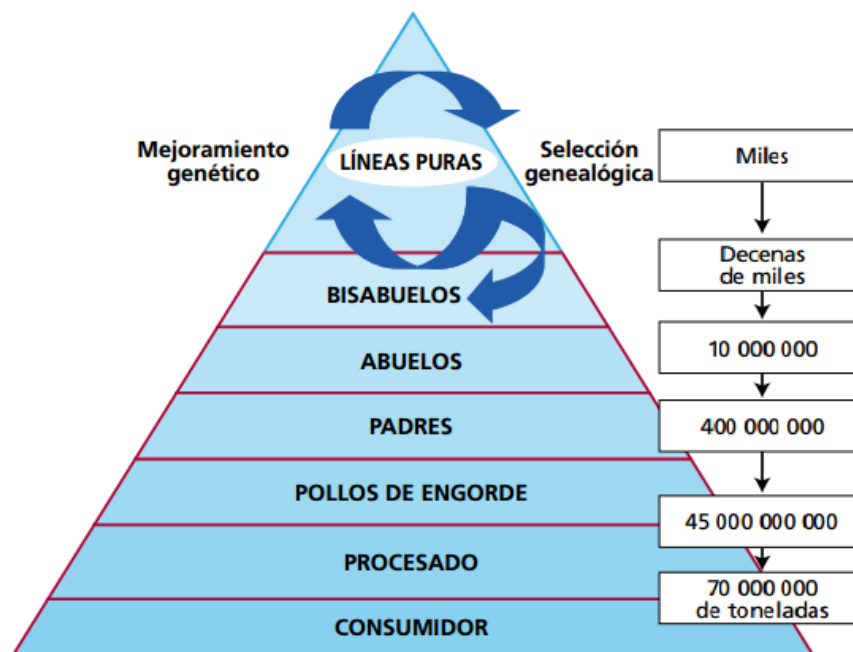 Mejoramiento
genético
LÍNEAS PURAS
Selección
genealógica
Miles
Decenas
de miles
BISABUELOS
10 000 000
ABUELOS
400 000 000
PADRES
POLLOS DE ENGORDE
45 000 000 000
PROCESADO
70 000 000
de toneladas
CONSUMIDOR